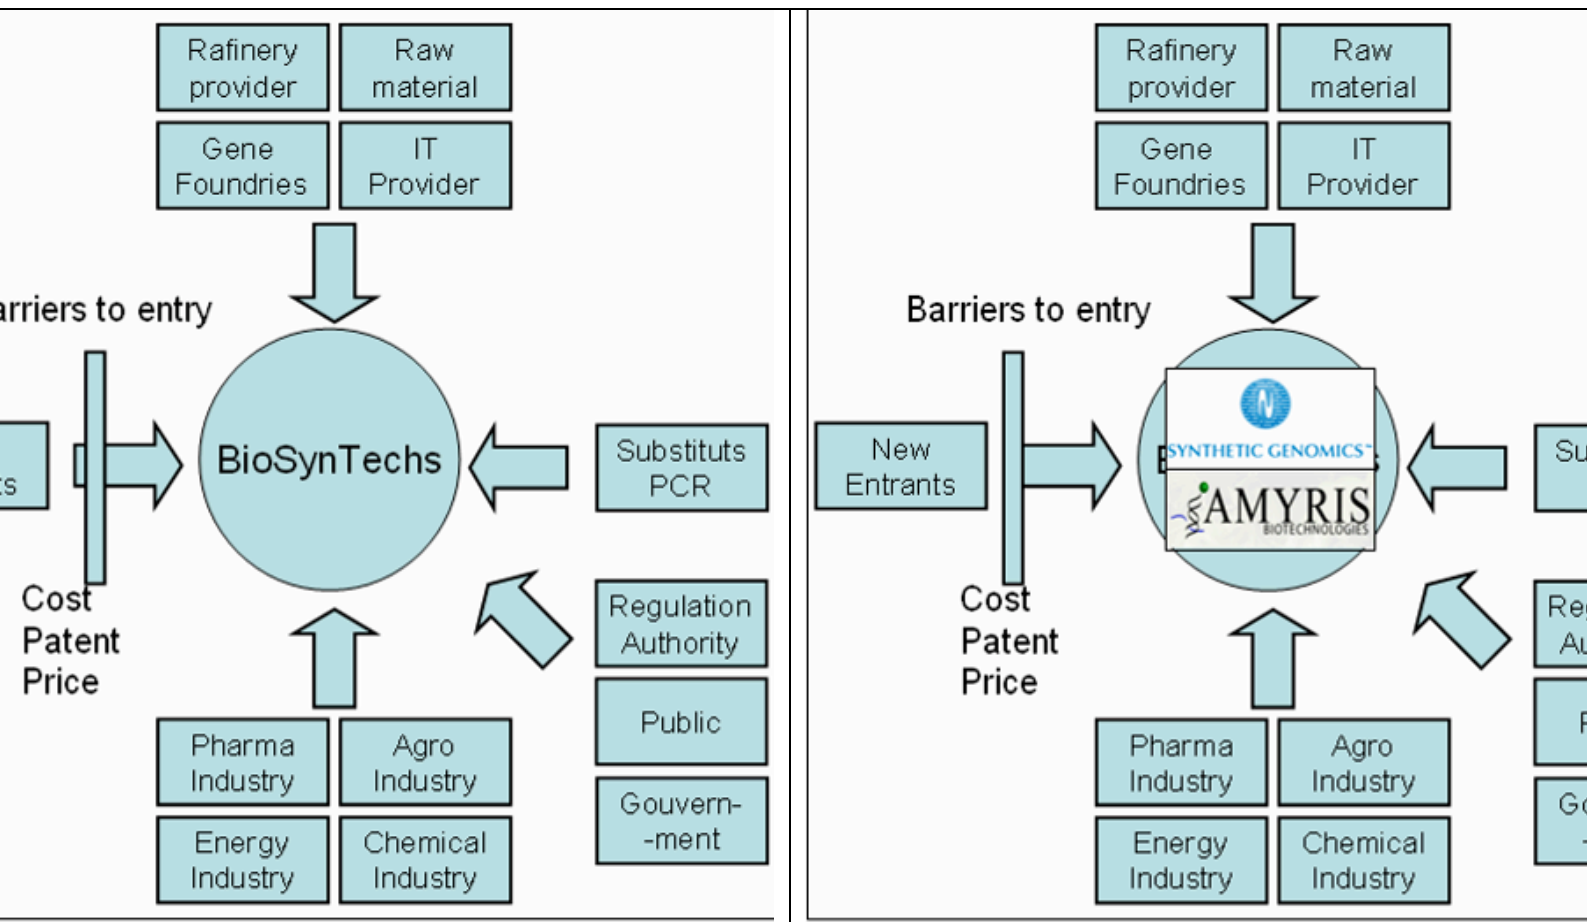 Rafinery
provider
Raw
material
Gene
Foundries
IT
Provider
arriers to entry
BioSynTechs
Substituts
PCR
Cost
Patent
Price
Regulation
Authority
Public
Gouvern-
-ment
Pharma
Industry
Agro
Industry
Energy
Industry
Chemical
Industry
Rafinery
provider
Raw
material
Gene
Foundries
IT
Provider
Barriers to entry
New
Entrants
SYNTHETIC GENOMICS™
AMYRIS
BIOTECHNOLOGIES
Cost
Patent
Price
Pharma
Industry
Agro
Industry
Energy
Industry
Chemical
Industry